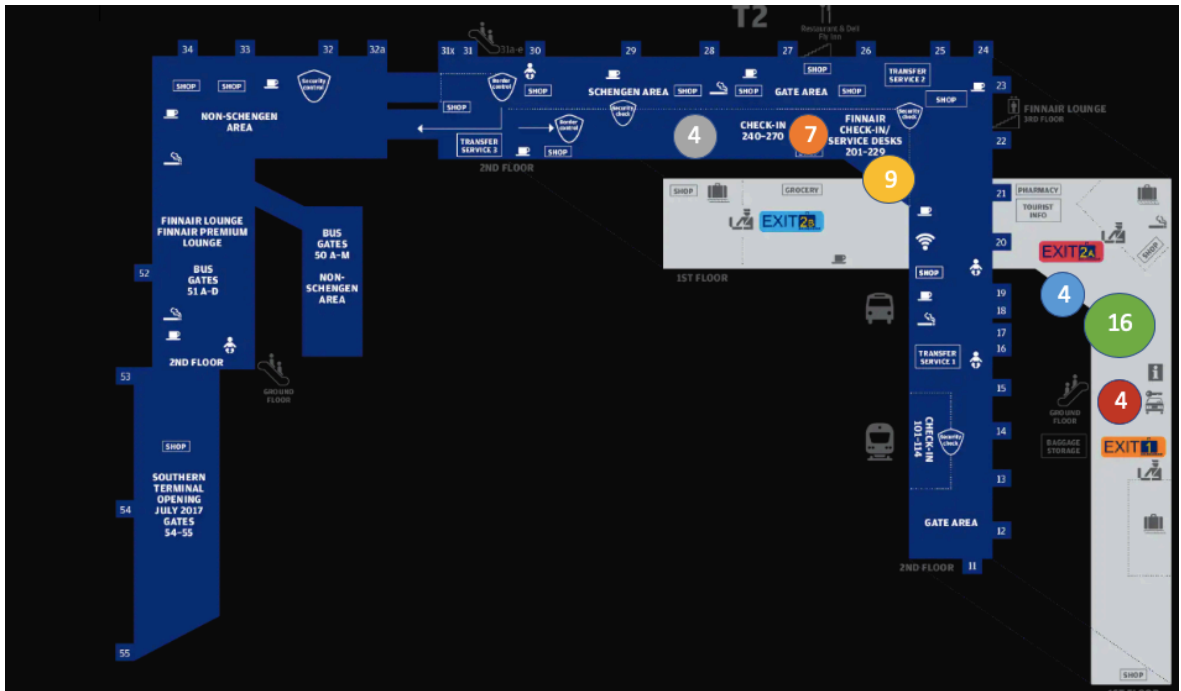 T2
Restaurant & Deli
Fly Inn
34
33
32
32a
31x
31
31a-e
30
29
28
27
26
25
24
SHOP
SHOP
Security
control
Border
control
SHOP
SCHENGEN AREA
SHOP
SHOP
SHOP
GATE AREA
SHOP
TRANSFER
SERVICE 2
SHOP
23
FINNAIR LOUNGE
3RD FLOOR
NON-SCHENGEN
AREA
SHOP
Border
control
Security
check
Security
check
4
CHECK-IN
240-270
7
FINNAIR
CHECK-IN/
SERVICE DESKS
201-229
TRANSFER
SERVICE 3
SHOP
2ND FLOOR
22
9
SHOP
GROCERY
EXIT 2B
1ST FLOOR
21
PHARMACY
TOURIST
INFO
20
EXIT 2A
SHOP
FINNAIR LOUNGE
FINNAIR PREMIUM
LOUNGE
52
BUS
GATES
51 A-D
BUS
GATES
50 A-M
NON-
SCHENGEN
AREA
2ND FLOOR
GROUND
FLOOR
SHOP
19
18
17
16
4
16
TRANSFER
SERVICE 1
15
4
GROUND
FLOOR
14
CHECK-IN
101-114
Security
check
BAGGAGE
STORAGE
EXIT 1
13
GATE AREA
12
2ND FLOOR
11
53
SHOP
SOUTHERN
TERMINAL
OPENING
JULY 2017
GATES
54-55
54
55
SHOP